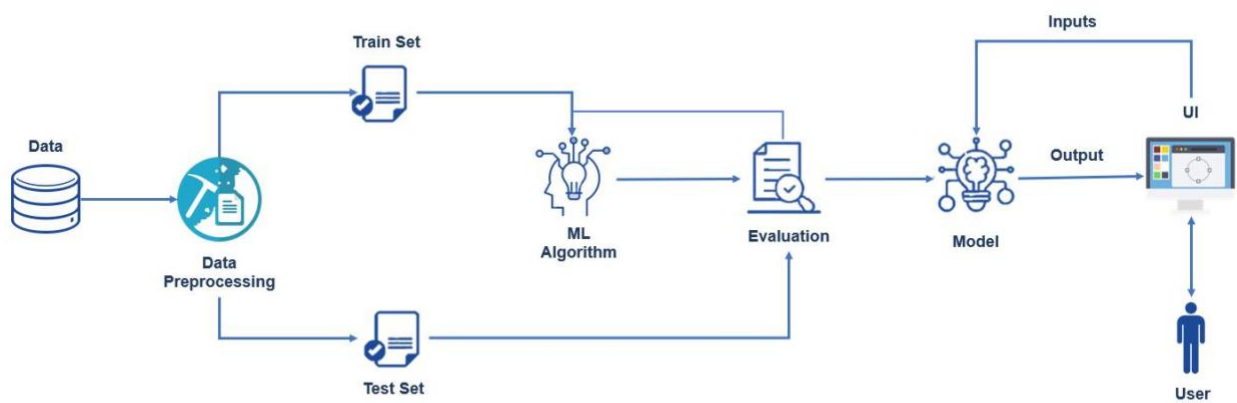 Inputs
Train Set
UI
Data
Output
ML
Algorithm
Evaluation
Model
Data
Preprocessing
Test Set
User